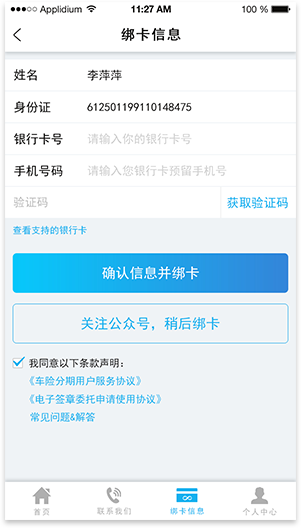 Applidium 11:27 AM 100 %
绑卡信息
姓名 李萍萍
身份证 612501199110148475
银行卡号 请输入你的银行卡号
手机号码 请输入您银行卡预留手机号
验证码 获取验证码
查看支持的银行卡
确认信息并绑卡
关注公众号，稍后绑卡
我同意以下条款声明：
《车险分期用户服务协议》
《电子签章委托申请使用协议》
常见问题&解答
首页 联系我们 绑卡信息 个人中心